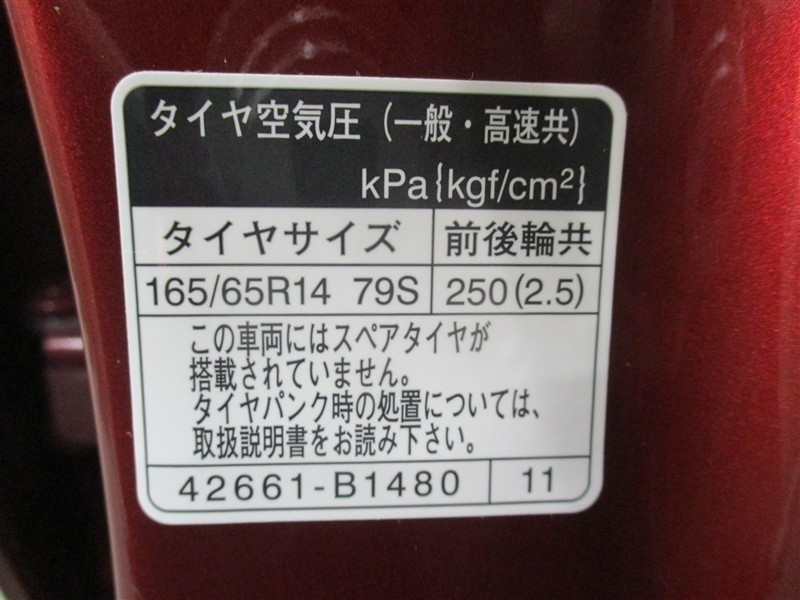 タイヤ空気圧（一般・高速共）
kPa{kgf/cm²}
タイヤサイズ 前後輪共
165/65R14 79S 250(2.5)
この車両にはスペアタイヤが
搭載されていません。
タイヤパンク時の処置については、
取扱説明書をお読み下さい。
42661-B1480 11